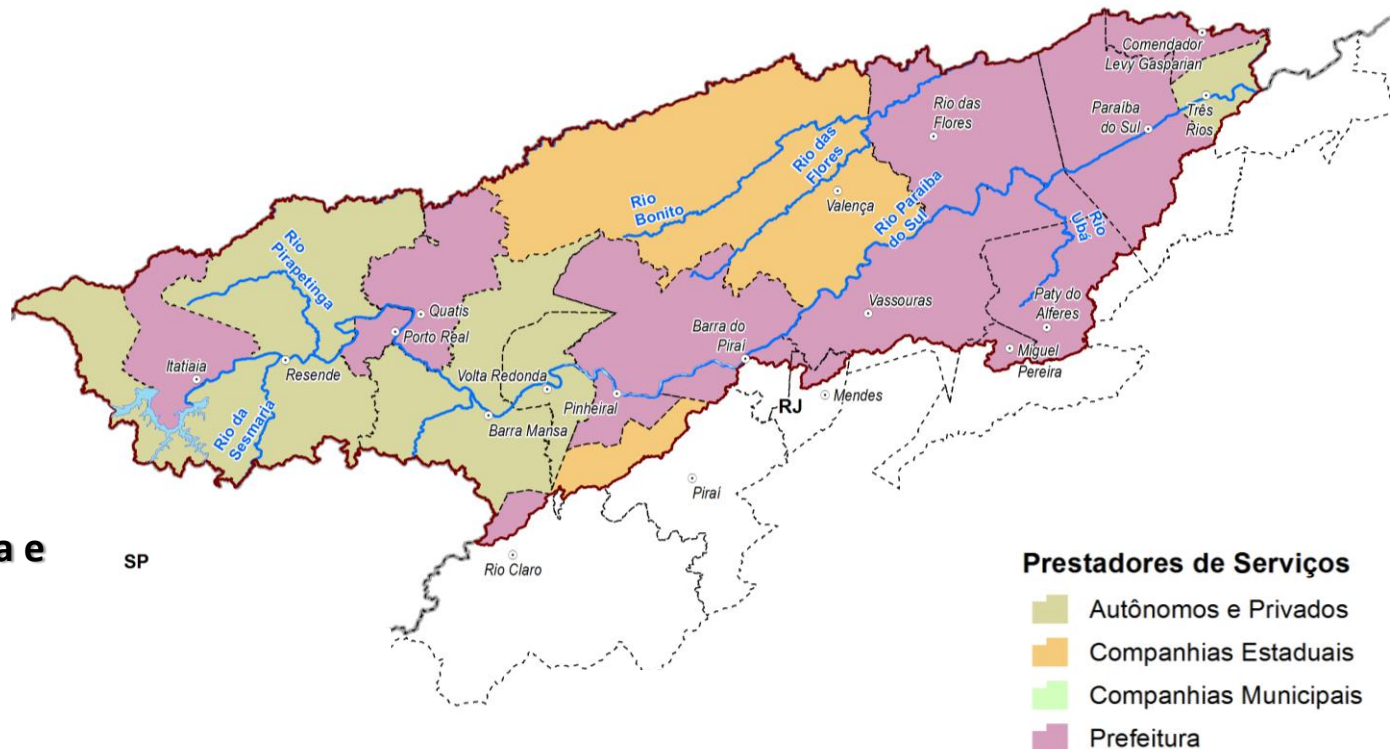 Comendador
Levy Gasparian
Três
Rios
Paraíba
do Sul
Rio das
Flores
Rio das
Flores
Rio
Bonito
Valença
Rio Paraíba
do Sul
Rio
Ubá
Rio
Pirapetinga
Quatis
Porto Real
Vassouras
Paty do
Alferes
Barra do
Piraí
Miguel
Pereira
Itatiaia
Resende
Volta Redonda
Pinheiral
Mendes
RJ
Rio da
Sesmaria
Barra Mansa
Piraí
a e
SP
Rio Claro
Prestadores de Serviços
Autônomos e Privados
Companhias Estaduais
Companhias Municipais
Prefeitura